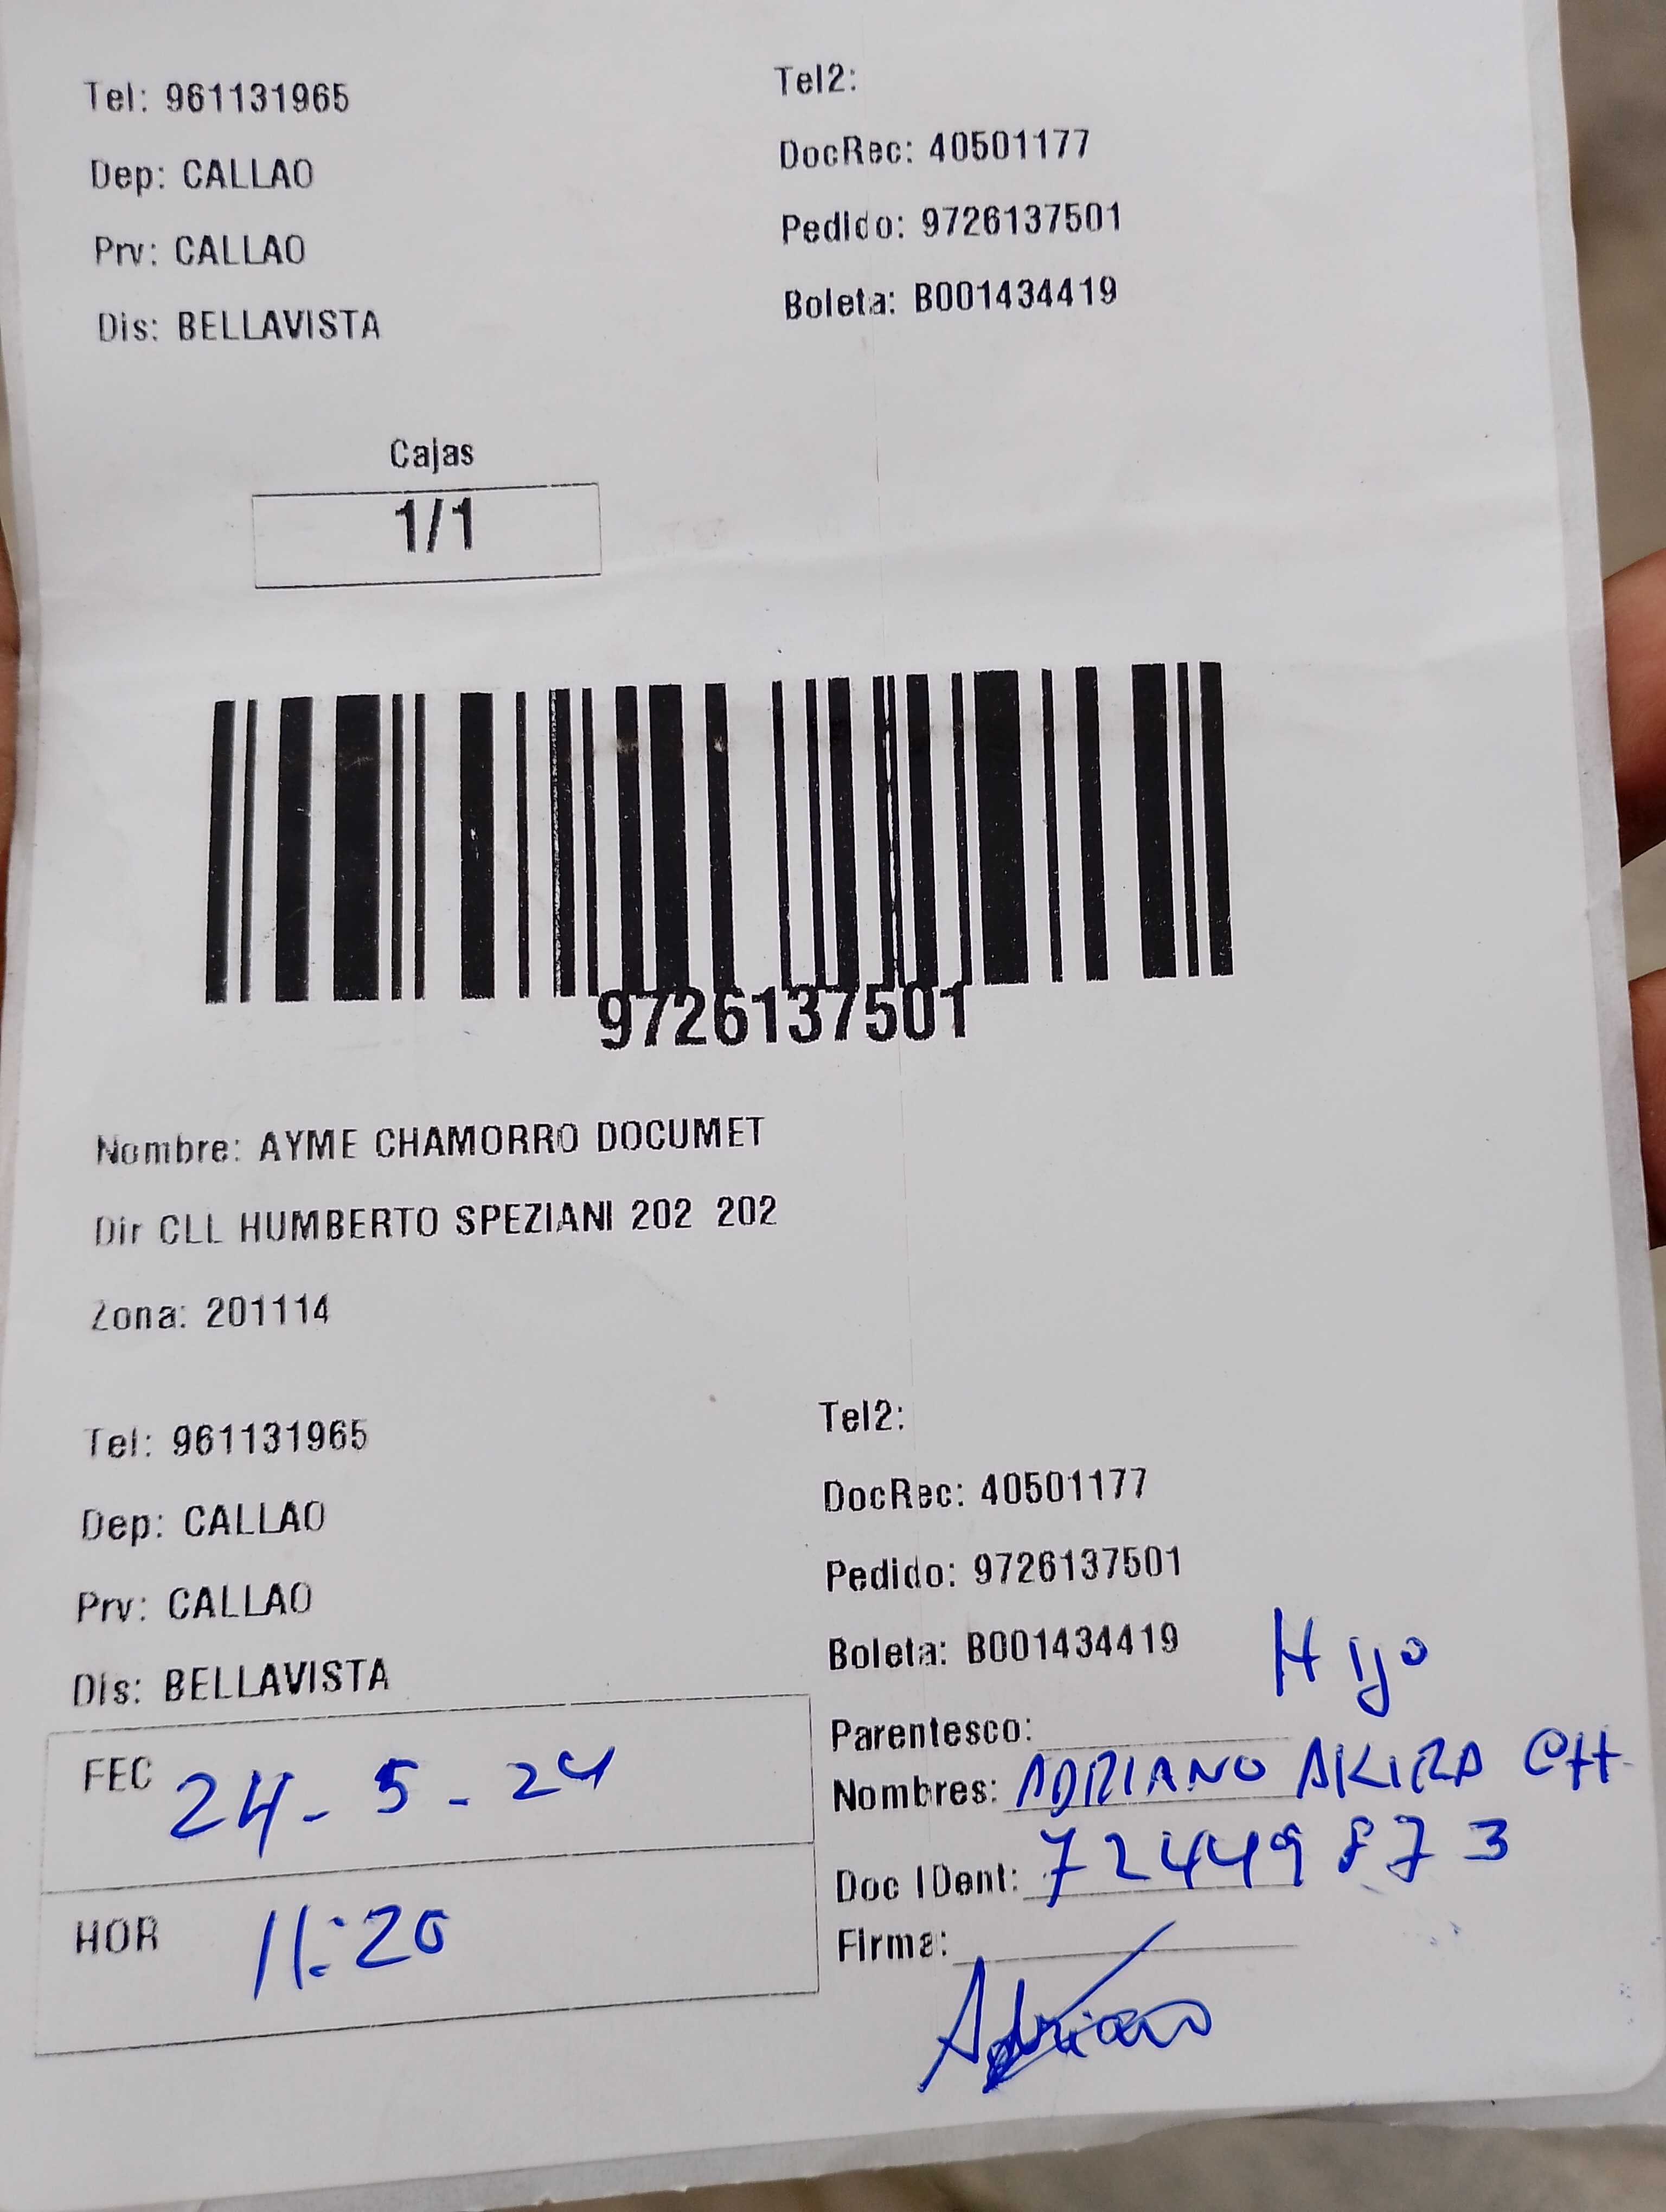 Tel: 961131965
Tel2:
Dep: CALLAO
DocRec: 40501177
Prv: CALLAO
Pedido: 9726137501
Dis: BELLAVISTA
Boleta: B001434419
Cajas
1/1
9726137501
Nombre: AYME CHAMORRO DOCUMET
Dir CLL HUMBERTO SPEZIANI 202 202
Zona: 201114
Tel: 961131965
Tel2:
Dep: CALLAO
DocRec: 40501177
Prv: CALLAO
Pedido: 9726137501
Dis: BELLAVISTA
Boleta: B001434419
Hijo
Parentesco:
FEC 24-5-24
Nombres: ADRIANO AKIRA CH.
Doc IDent: 72449873
HOR 11:20
Firma:
Adriano